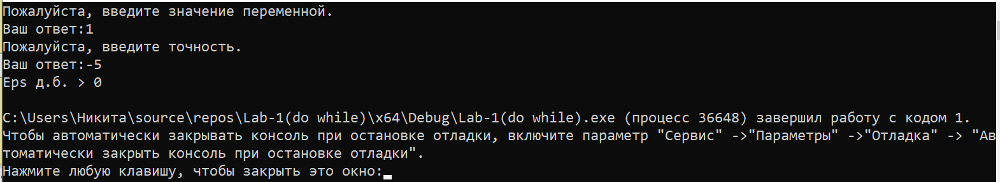 Пожалуйста, введите значение переменной.
Ваш ответ:1
Пожалуйста, введите точность.
Ваш ответ:-5
Eps д.б. > 0
C:\Users\Никита\source\repos\Lab-1(do while)\x64\Debug\Lab-1(do while).exe (процесс 36648) завершил работу с кодом 1.
Чтобы автоматически закрывать консоль при остановке отладки, включите параметр "Сервис" ->"Параметры" ->"Отладка" -> "Ав
томатически закрыть консоль при остановке отладки".
Нажмите любую клавишу, чтобы закрыть это окно: